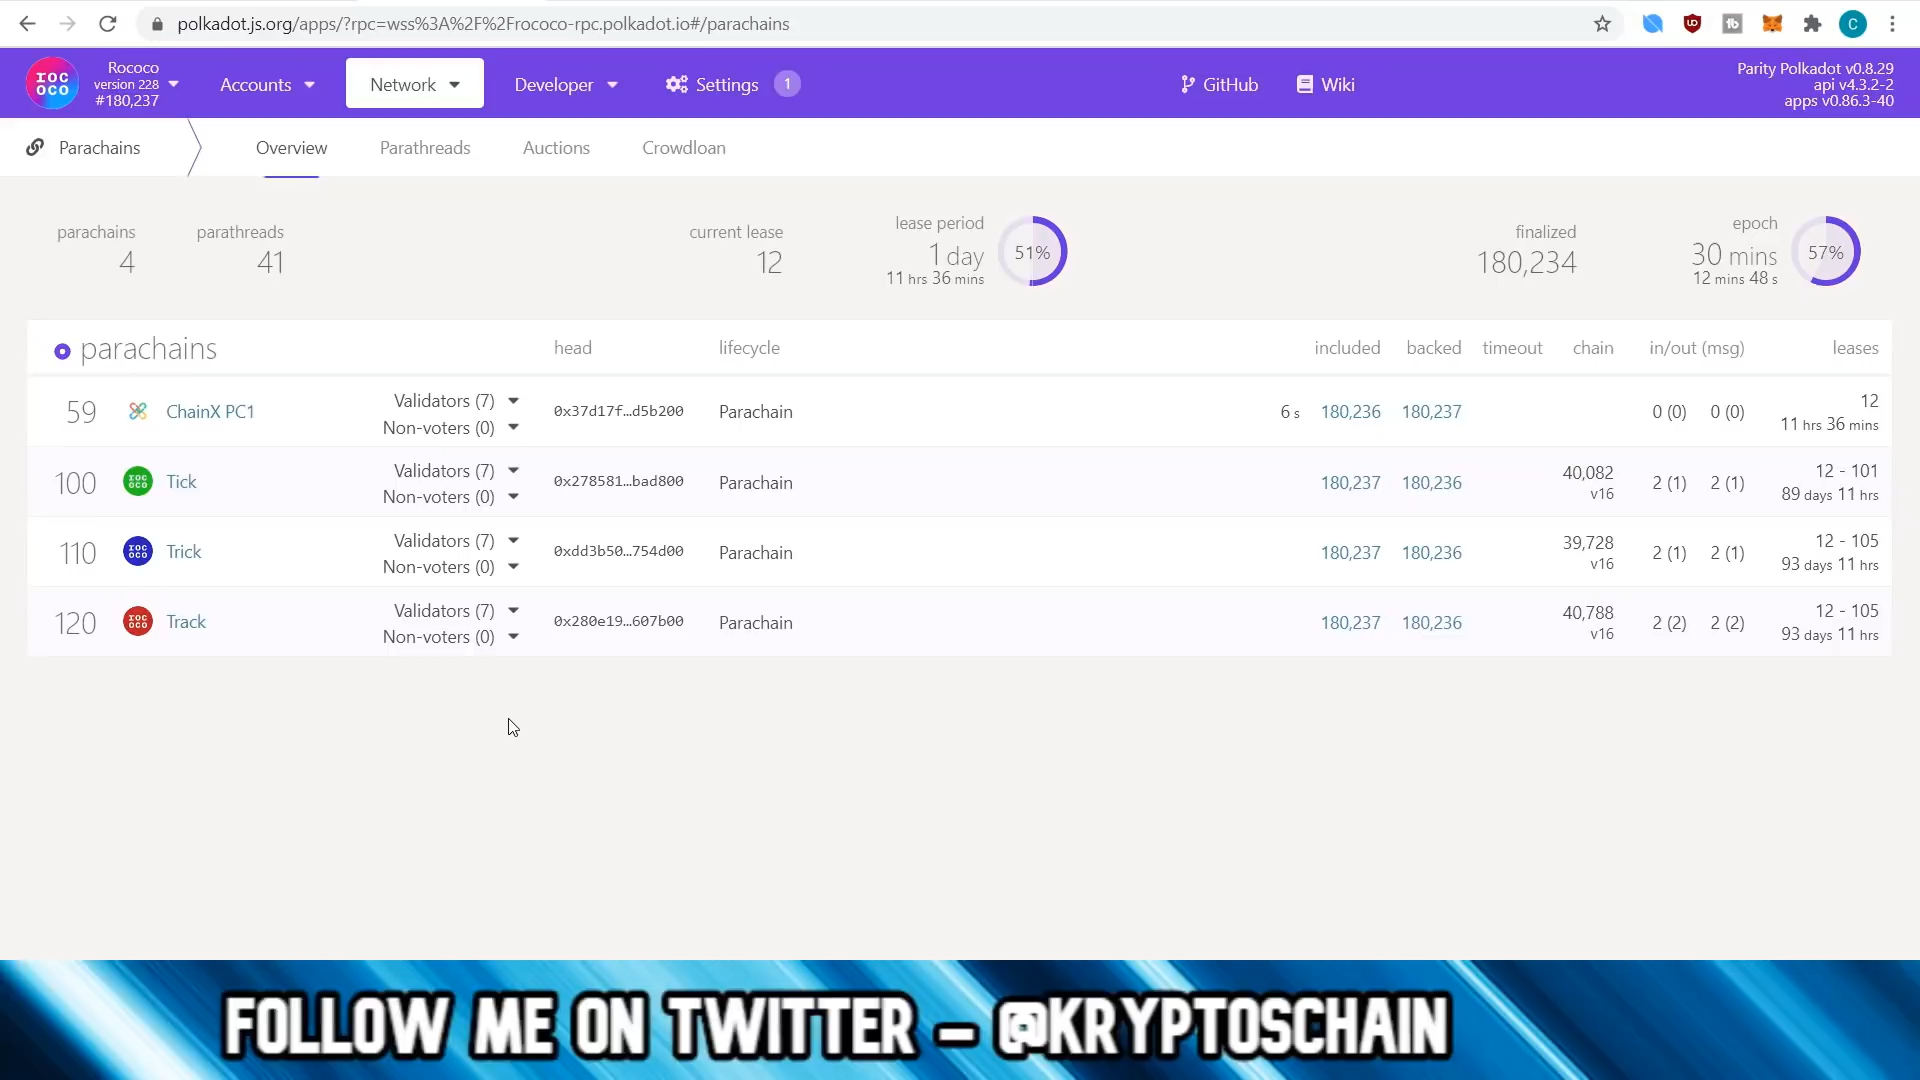 polkadot.js.org/apps/?rpc=wss%3A%2F%2Frococo-rpc.polkadot.io#/parachains
ROC OCO
Rococo
version 228
#180,237
Accounts
Network
Developer
Settings 1
GitHub
Wiki
Parity Polkadot v0.8.29
api v4.3.2-2
apps v0.86.3-40
Parachains
Overview Parathreads Auctions Crowdloan
parachains
4
parathreads
41
current lease
12
lease period
1 day
11 hrs 36 mins
51%
finalized
180,234
epoch
30 mins
12 mins 48 s
57%
parachains head lifecycle included backed timeout chain in/out (msg) leases
59 ChainX PC1 Validators (7) 0x37d17f…d5b200 Parachain 6 s 180,236 180,237 0 (0) 0 (0) 12
Non-voters (0) 11 hrs 36 mins
100 ROC OCO Tick Validators (7) 0x278581…bad800 Parachain 180,237 180,236 40,082 2 (1) 2 (1) 12 - 101
Non-voters (0) v16 89 days 11 hrs
110 ROC OCO Trick Validators (7) 0xdd3b50…754d00 Parachain 180,237 180,236 39,728 2 (1) 2 (1) 12 - 105
Non-voters (0) v16 93 days 11 hrs
120 ROC OCO Track Validators (7) 0x280e19…607b00 Parachain 180,237 180,236 40,788 2 (2) 2 (2) 12 - 105
Non-voters (0) v16 93 days 11 hrs
FOLLOW ME ON TWITTER – @KRYPTOSCHAIN